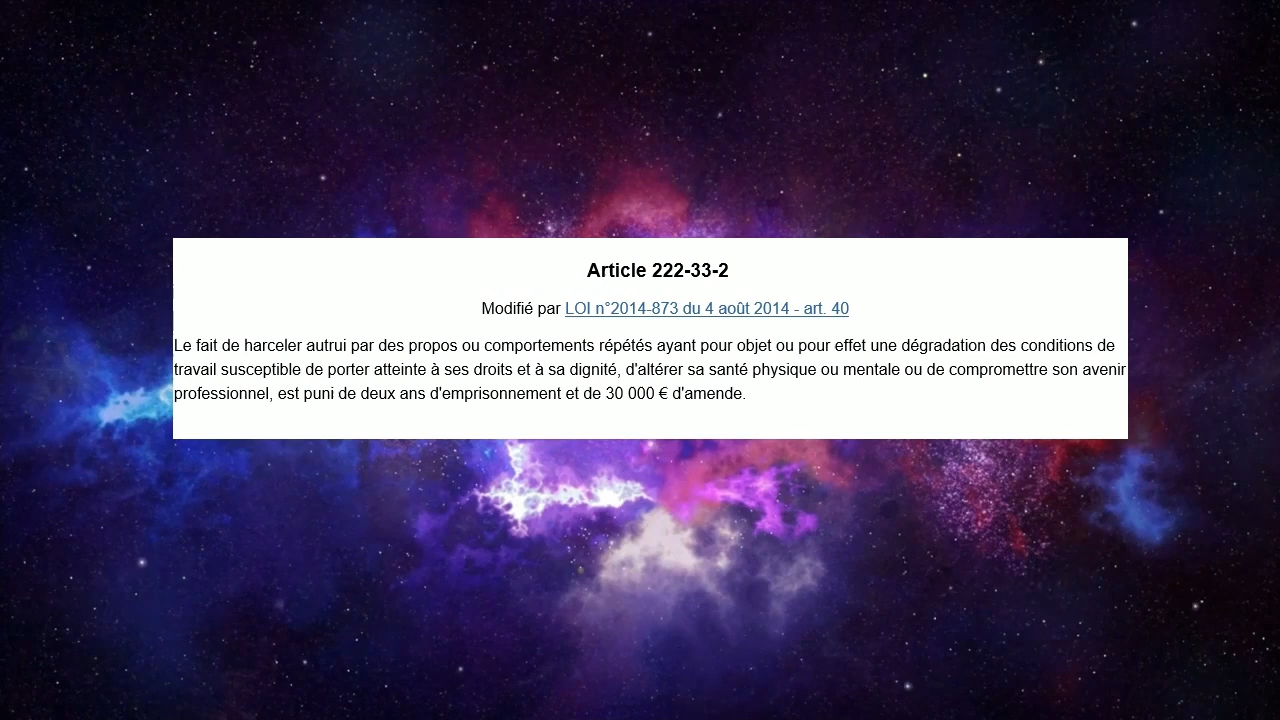 Article 222-33-2
Modifié par LOI n°2014-873 du 4 août 2014 - art. 40
Le fait de harceler autrui par des propos ou comportements répétés ayant pour objet ou pour effet une dégradation des conditions de
travail susceptible de porter atteinte à ses droits et à sa dignité, d'altérer sa santé physique ou mentale ou de compromettre son avenir
professionnel, est puni de deux ans d'emprisonnement et de 30 000 € d'amende.